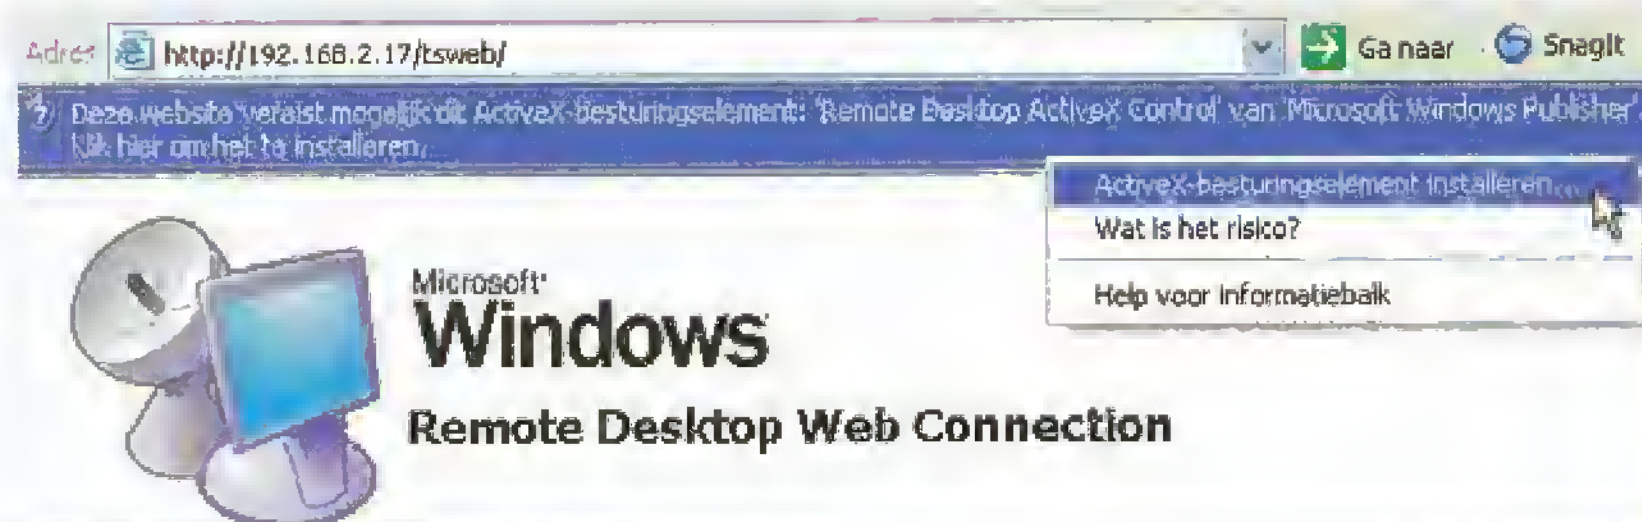 Adres http://192.168.2.17/tsweb/ Ga naar SnagIt
? Deze website vereist mogelijk dit ActiveX-besturingselement: 'Remote Desktop ActiveX Control' van 'Microsoft Windows Publisher'.
Klik hier om het te installeren...
ActiveX-besturingselement installeren...
Wat is het risico?
Help voor informatiebalk
Microsoft®
Windows
Remote Desktop Web Connection